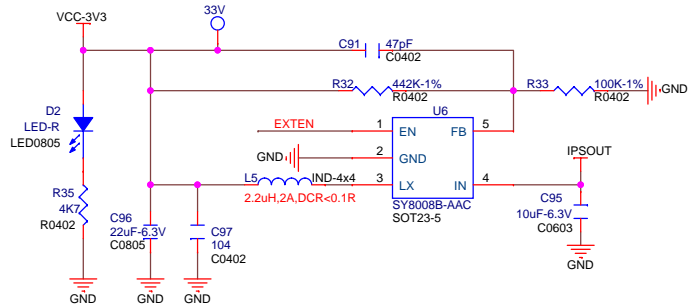 VCC-3V3
33V
C91
47pF
C0402
R32
442K-1%
R0402
R33
100K-1%
R0402
GND
D2
LED-R
LED0805
U6
EXTEN
1
EN
FB
5
GND
2
GND
IPSOUT
L5
IND-4x4
3
LX
IN
4
2.2uH,2A,DCR<0.1R
SY8008B-AAC
SOT23-5
R35
4K7
R0402
C96
22uF-6.3V
C0805
C97
104
C0402
C95
10uF-6.3V
C0603
GND
GND
GND
GND